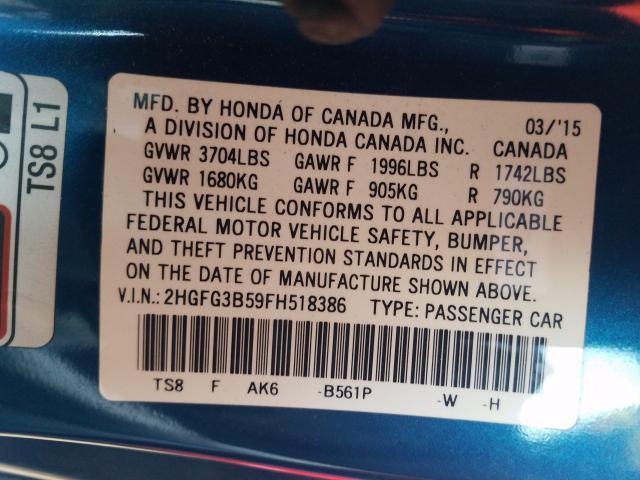 MFD. BY HONDA OF CANADA MFG., 03/'15
A DIVISION OF HONDA CANADA INC. CANADA
GVWR 3704LBS GAWR F 1996LBS R 1742LBS
GVWR 1680KG GAWR F 905KG R 790KG
THIS VEHICLE CONFORMS TO ALL APPLICABLE
FEDERAL MOTOR VEHICLE SAFETY, BUMPER,
AND THEFT PREVENTION STANDARDS IN EFFECT
ON THE DATE OF MANUFACTURE SHOWN ABOVE.
V.I.N.: 2HGFG3B59FH518386 TYPE: PASSENGER CAR
TS8 F AK6 -B561P -W -H
TS8 L1